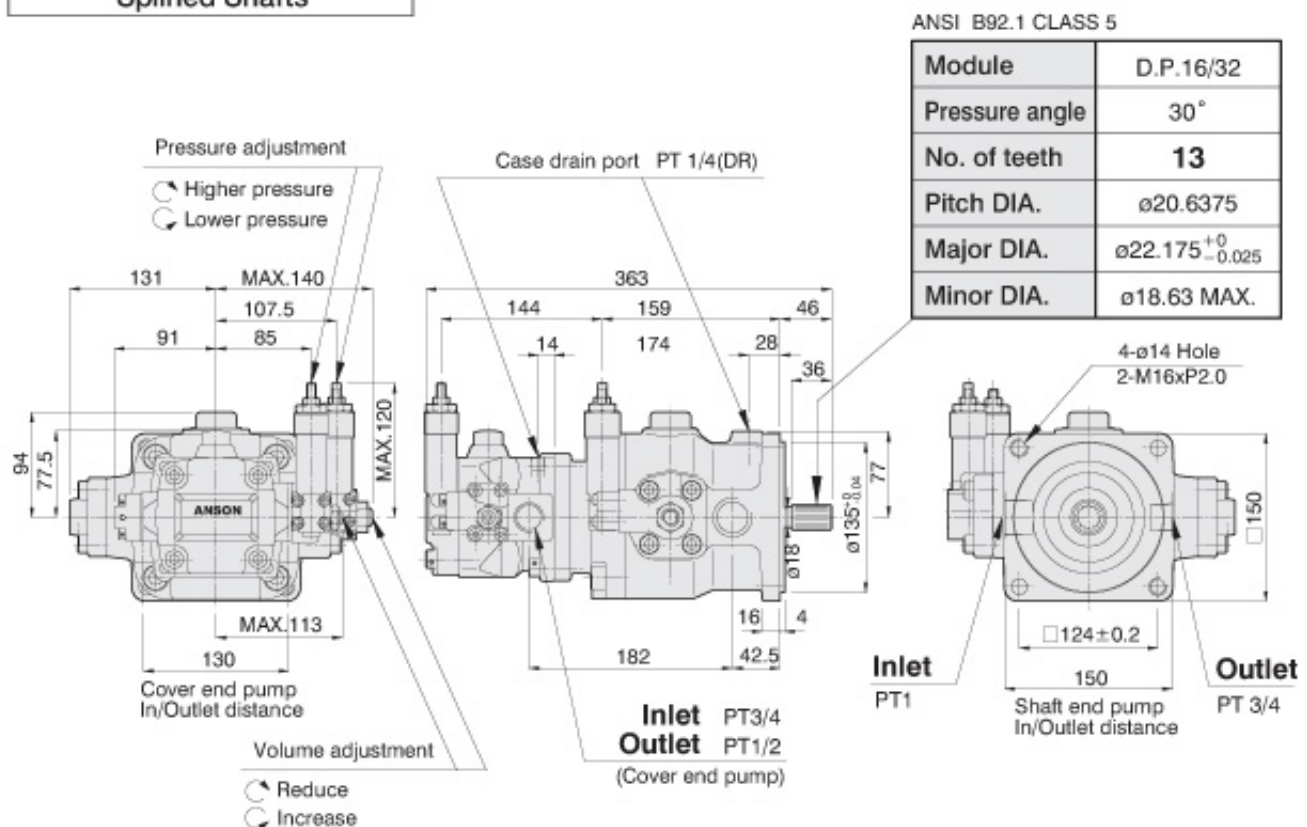 Splined Shafts
ANSI B92.1 CLASS 5
Module D.P.16/32
Pressure angle 30°
No. of teeth 13
Pitch DIA. ø20.6375
Major DIA. ø22.175 +0 -0.025
Minor DIA. ø18.63 MAX.
Pressure adjustment
Higher pressure
Lower pressure
131
MAX.140
107.5
91
85
MAX.120
94
77.5
ANSON
MAX.113
130
Cover end pump
In/Outlet distance
Volume adjustment
Reduce
Increase
Case drain port PT 1/4(DR)
363
144
159
46
14
174
28
36
77
ø135 +0 -0.04
ø18
16
4
182
42.5
Inlet PT3/4
Outlet PT1/2
(Cover end pump)
4-ø14 Hole
2-M16xP2.0
□150
□124±0.2
150
Inlet
PT1
Outlet
PT 3/4
Shaft end pump
In/Outlet distance